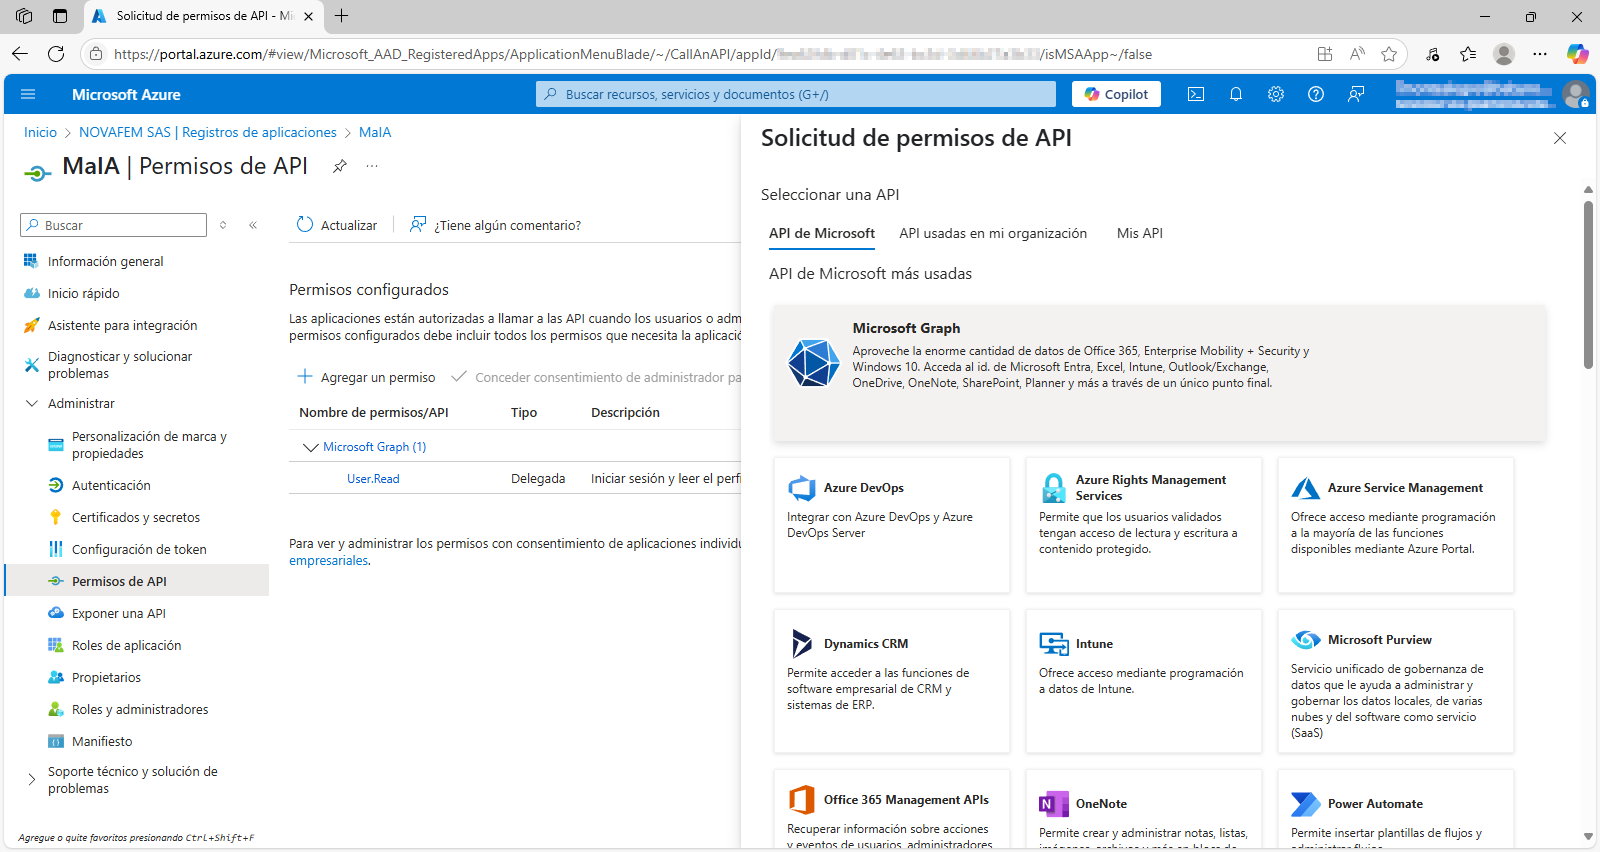 Solicitud de permisos de API - Mi
https://portal.azure.com/#view/Microsoft_AAD_RegisteredApps/ApplicationMenuBlade/~/CallAnAPI/appId/ /isMSAApp~/false
Microsoft Azure
Buscar recursos, servicios y documentos (G+/)
Copilot
Inicio > NOVAFEM SAS | Registros de aplicaciones > MaIA
MaIA | Permisos de API
Buscar
Información general
Inicio rápido
Asistente para integración
Diagnosticar y solucionar
problemas
Administrar
Personalización de marca y
propiedades
Autenticación
Certificados y secretos
Configuración de token
Permisos de API
Exponer una API
Roles de aplicación
Propietarios
Roles y administradores
Manifiesto
Soporte técnico y solución de
problemas
Agregue o quite favoritos presionando Ctrl+Shift+F
Actualizar
¿Tiene algún comentario?
Permisos configurados
Las aplicaciones están autorizadas a llamar a las API cuando los usuarios o adm
permisos configurados debe incluir todos los permisos que necesita la aplicació
Agregar un permiso
Conceder consentimiento de administrador pa
Nombre de permisos/API Tipo Descripción
Microsoft Graph (1)
User.Read Delegada Iniciar sesión y leer el perf
Para ver y administrar los permisos con consentimiento de aplicaciones individu
empresariales.
Solicitud de permisos de API
Seleccionar una API
API de Microsoft API usadas en mi organización Mis API
API de Microsoft más usadas
Microsoft Graph
Aproveche la enorme cantidad de datos de Office 365, Enterprise Mobility + Security y
Windows 10. Acceda al id. de Microsoft Entra, Excel, Intune, Outlook/Exchange,
OneDrive, OneNote, SharePoint, Planner y más a través de un único punto final.
Azure DevOps
Integrar con Azure DevOps y Azure
DevOps Server
Azure Rights Management
Services
Permite que los usuarios validados
tengan acceso de lectura y escritura a
contenido protegido.
Azure Service Management
Ofrece acceso mediante programación
a la mayoría de las funciones
disponibles mediante Azure Portal.
Dynamics CRM
Permite acceder a las funciones de
software empresarial de CRM y
sistemas de ERP.
Intune
Ofrece acceso mediante programación
a datos de Intune.
Microsoft Purview
Servicio unificado de gobernanza de
datos que le ayuda a administrar y
gobernar los datos locales, de varias
nubes y del software como servicio
(SaaS)
Office 365 Management APIs
Recuperar información sobre acciones
y eventos de usuarios, administradores
OneNote
Permite crear y administrar notas, listas,
imágenes, archivos y más en blocs de
Power Automate
Permite insertar plantillas de flujos y
administrar flujos